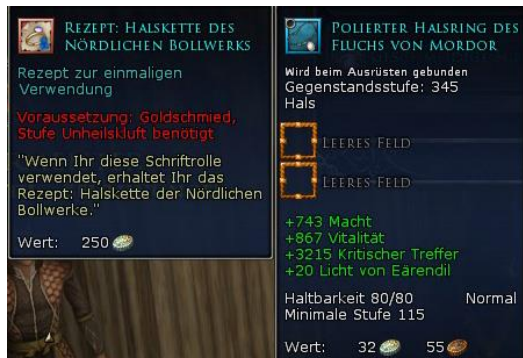 Rezept: Halskette des
Nördlichen Bollwerks
Rezept zur einmaligen
Verwendung
Voraussetzung: Goldschmied,
Stufe Unheilskluft benötigt
"Wenn Ihr diese Schriftrolle
verwendet, erhaltet Ihr das
Rezept: Halskette der Nördlichen
Bollwerke."
Wert: 250
Polierter Halsring des
Fluchs von Mordor
Wird beim Ausrüsten gebunden
Gegenstandsstufe: 345
Hals
Leeres Feld
Leeres Feld
+743 Macht
+867 Vitalität
+3215 Kritischer Treffer
+20 Licht von Earendil
Haltbarkeit 80/80 Normal
Minimale Stufe 115
Wert: 32 55